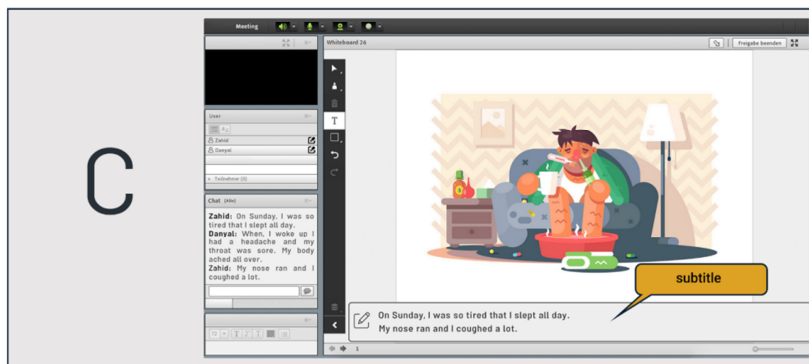 C
Meeting
Whiteboard 26
Freigabe beenden
User
Zahid
Danyal
Teilnehmer (0)
Chat (Alle)
Zahid: On Sunday, I was so
tired that I slept all day.
Danyal: When, I woke up I
had a headache and my
throat was sore. My body
ached all over.
Zahid: My nose ran and I
coughed a lot.
T
subtitle
On Sunday, I was so tired that I slept all day.
My nose ran and I coughed a lot.
1